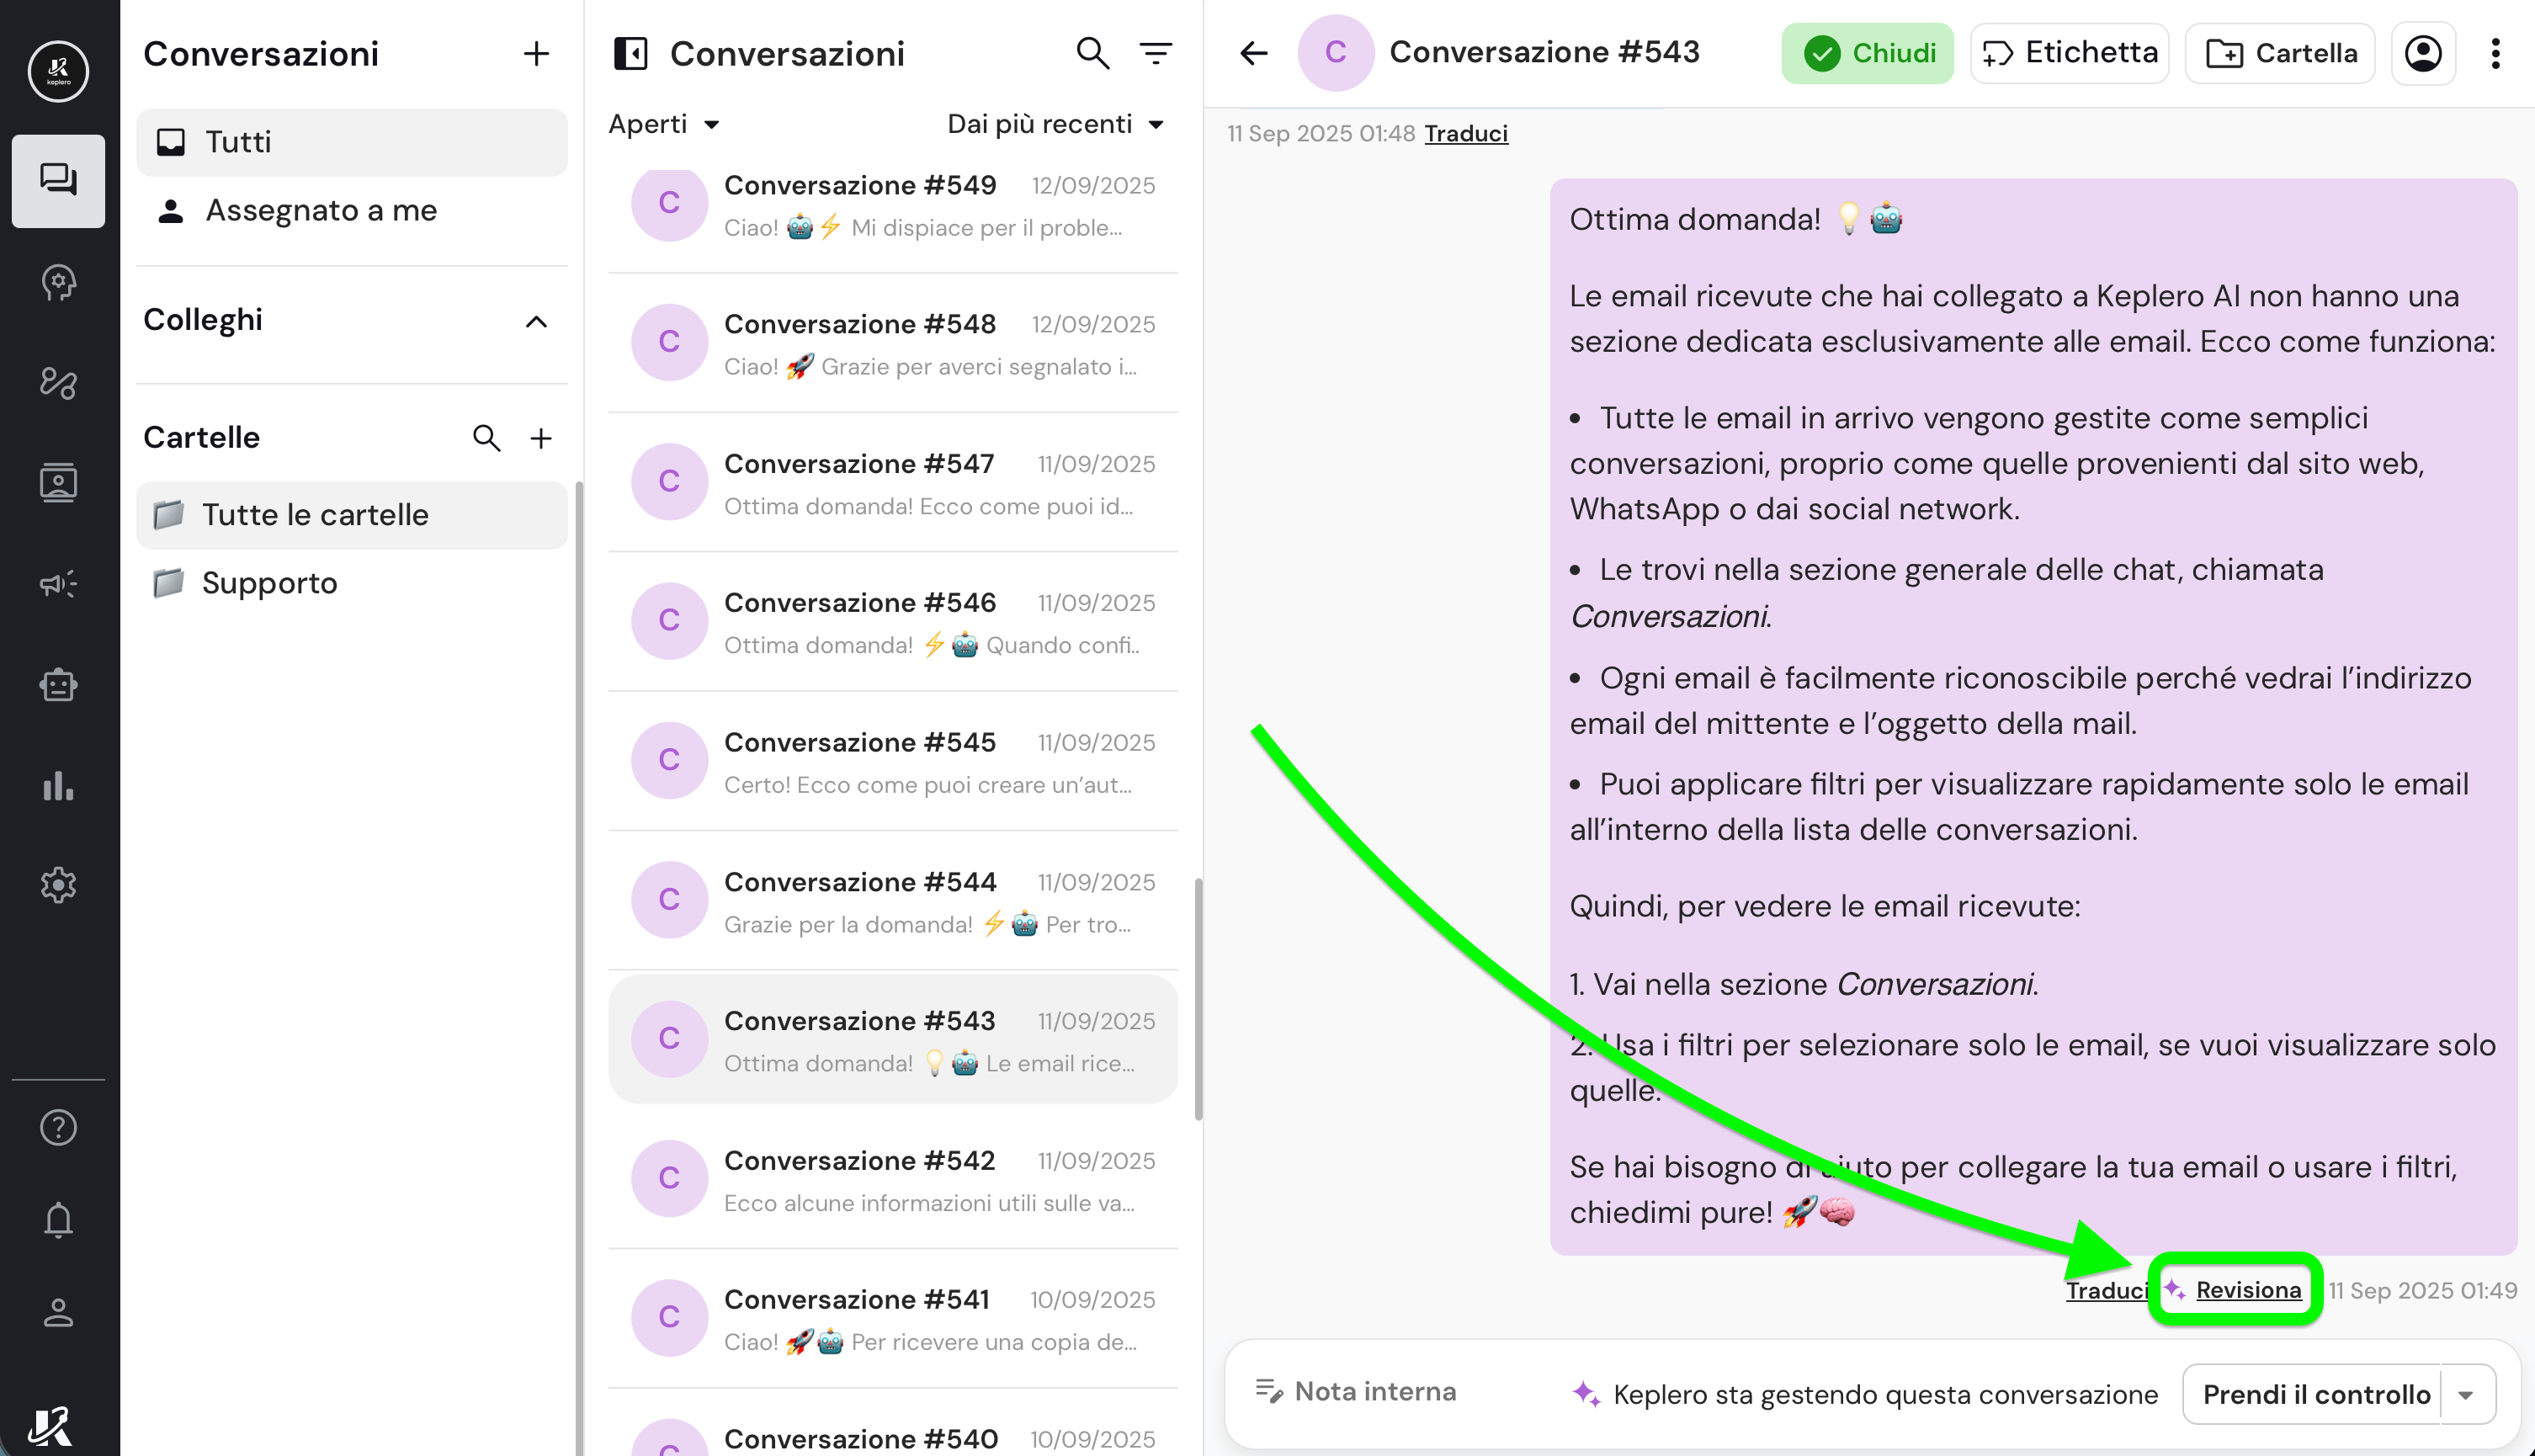 keplero
Conversazioni
Tutti
Assegnato a me
Colleghi
Cartelle
Tutte le cartelle
Supporto
Conversazioni
Aperti
Dai più recenti
C
Conversazione #549 12/09/2025
Ciao! 🤖⚡ Mi dispiace per il proble...
C
Conversazione #548 12/09/2025
Ciao! 🚀 Grazie per averci segnalato i...
C
Conversazione #547 11/09/2025
Ottima domanda! Ecco come puoi id...
C
Conversazione #546 11/09/2025
Ottima domanda! ⚡🤖 Quando confi..
C
Conversazione #545 11/09/2025
Certo! Ecco come puoi creare un’aut...
C
Conversazione #544 11/09/2025
Grazie per la domanda! ⚡🤖 Per tro...
C
Conversazione #543 11/09/2025
Ottima domanda! 💡🤖 Le email rice...
C
Conversazione #542 11/09/2025
Ecco alcune informazioni utili sulle va...
C
Conversazione #541 10/09/2025
Ciao! 🚀🤖 Per ricevere una copia de...
C
Conversazione #540 10/09/2025
C
Conversazione #543
Chiudi
Etichetta
Cartella
11 Sep 2025 01:48 Traduci
Ottima domanda! 💡🤖
Le email ricevute che hai collegato a Keplero AI non hanno una
sezione dedicata esclusivamente alle email. Ecco come funziona:
• Tutte le email in arrivo vengono gestite come semplici
conversazioni, proprio come quelle provenienti dal sito web,
WhatsApp o dai social network.
• Le trovi nella sezione generale delle chat, chiamata
Conversazioni.
• Ogni email è facilmente riconoscibile perché vedrai l’indirizzo
email del mittente e l’oggetto della mail.
• Puoi applicare filtri per visualizzare rapidamente solo le email
all’interno della lista delle conversazioni.
Quindi, per vedere le email ricevute:
1. Vai nella sezione Conversazioni.
2. Usa i filtri per selezionare solo le email, se vuoi visualizzare solo
quelle.
Se hai bisogno di aiuto per collegare la tua email o usare i filtri,
chiedimi pure! 🚀🧠
Traduci Revisiona 11 Sep 2025 01:49
Nota interna
Keplero sta gestendo questa conversazione
Prendi il controllo